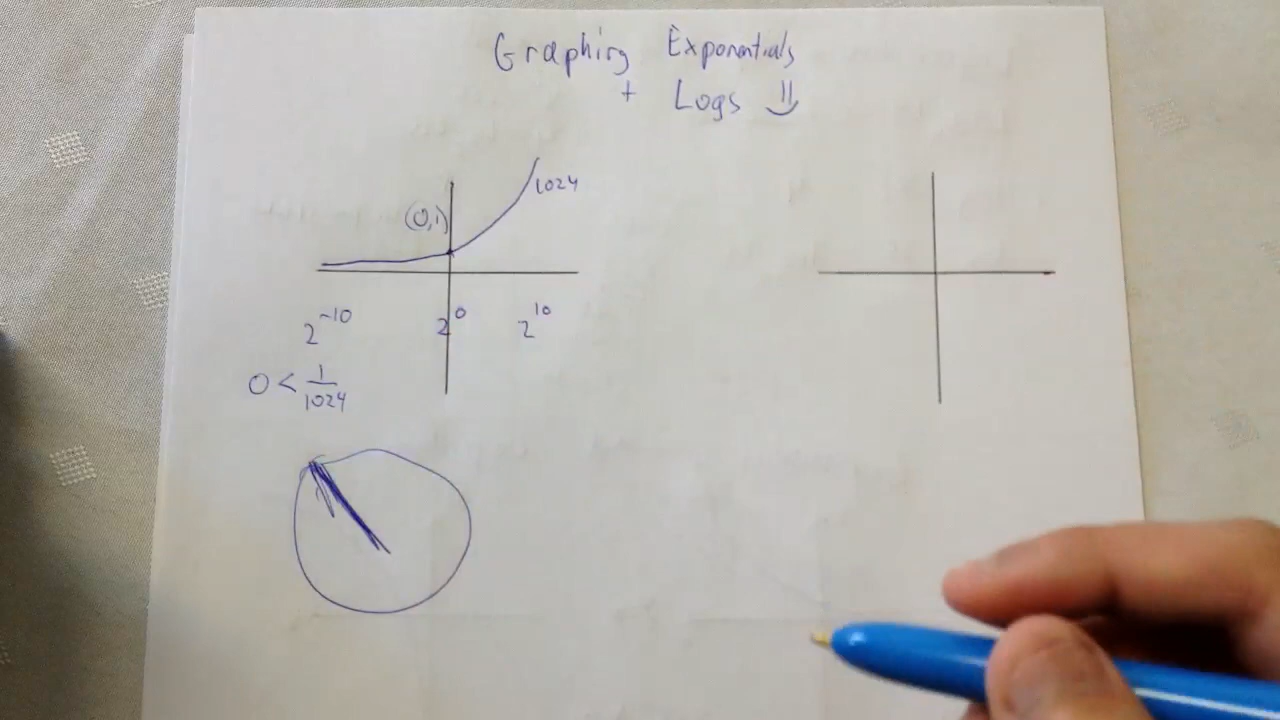 Graphing Exponentials
+ Logs
1024
(0,1)
2^-10 2^0 2^10
0 < 1/1024